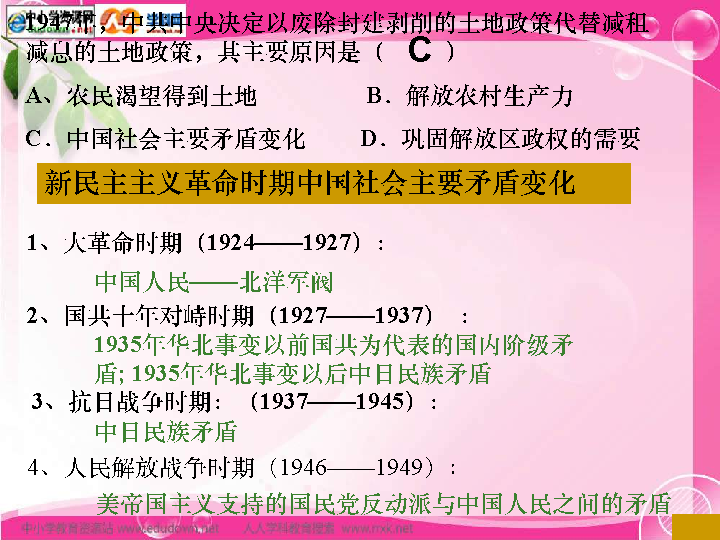 1947年，中共中央决定以废除封建剥削的土地政策代替减租
减息的土地政策，其主要原因是（ C ）
A、农民渴望得到土地 B．解放农村生产力
C．中国社会主要矛盾变化 D．巩固解放区政权的需要
新民主主义革命时期中国社会主要矛盾变化
1、大革命时期（1924——1927）：
中国人民——北洋军阀
2、国共十年对峙时期（1927——1937）：
1935年华北事变以前国共为代表的国内阶级矛
盾; 1935年华北事变以后中日民族矛盾
3、抗日战争时期：（1937——1945）：
中日民族矛盾
4、人民解放战争时期（1946——1949）：
美帝国主义支持的国民党反动派与中国人民之间的矛盾
中小学教育资源站 www.edudown.net 人人学科教育搜索 www.rrxk.net